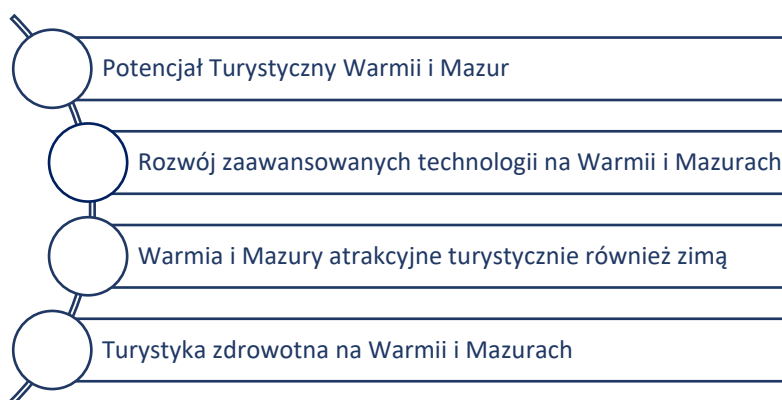 Potencjał Turystyczny Warmii i Mazur
Rozwój zaawansowanych technologii na Warmii i Mazurach
Warmia i Mazury atrakcyjne turystycznie również zimą
Turystyka zdrowotna na Warmii i Mazurach